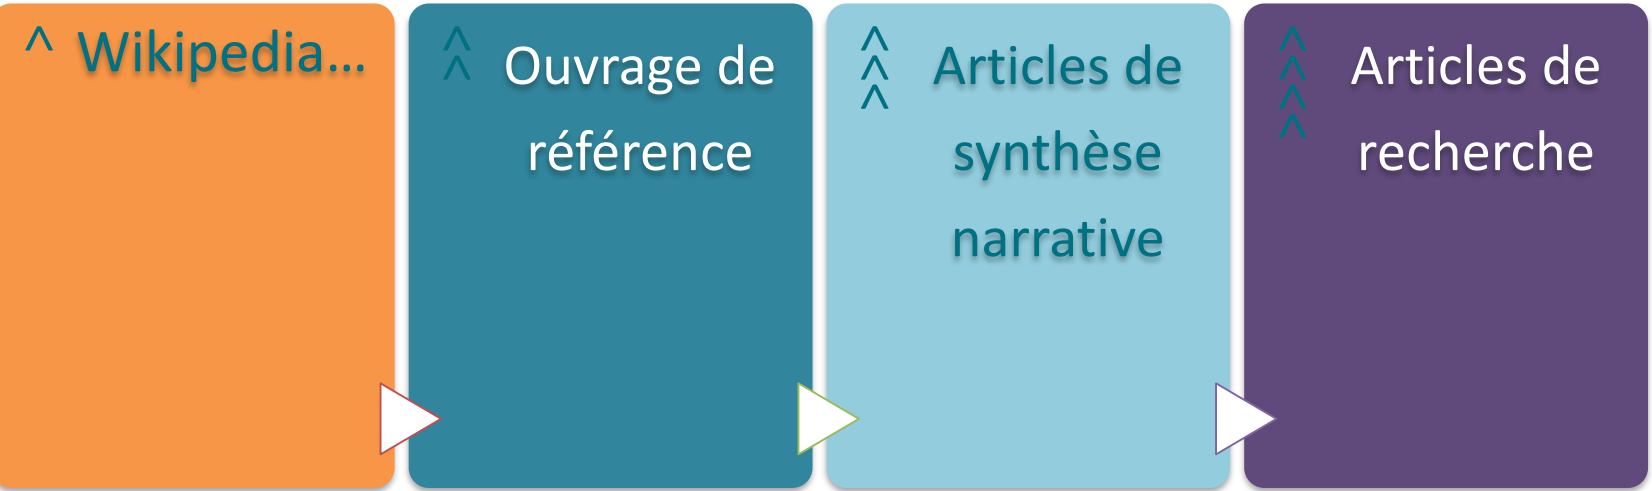 ^ Wikipedia...
^
^
Ouvrage de
référence
^
^
^
Articles de
synthèse
narrative
^
^
^
^
Articles de
recherche